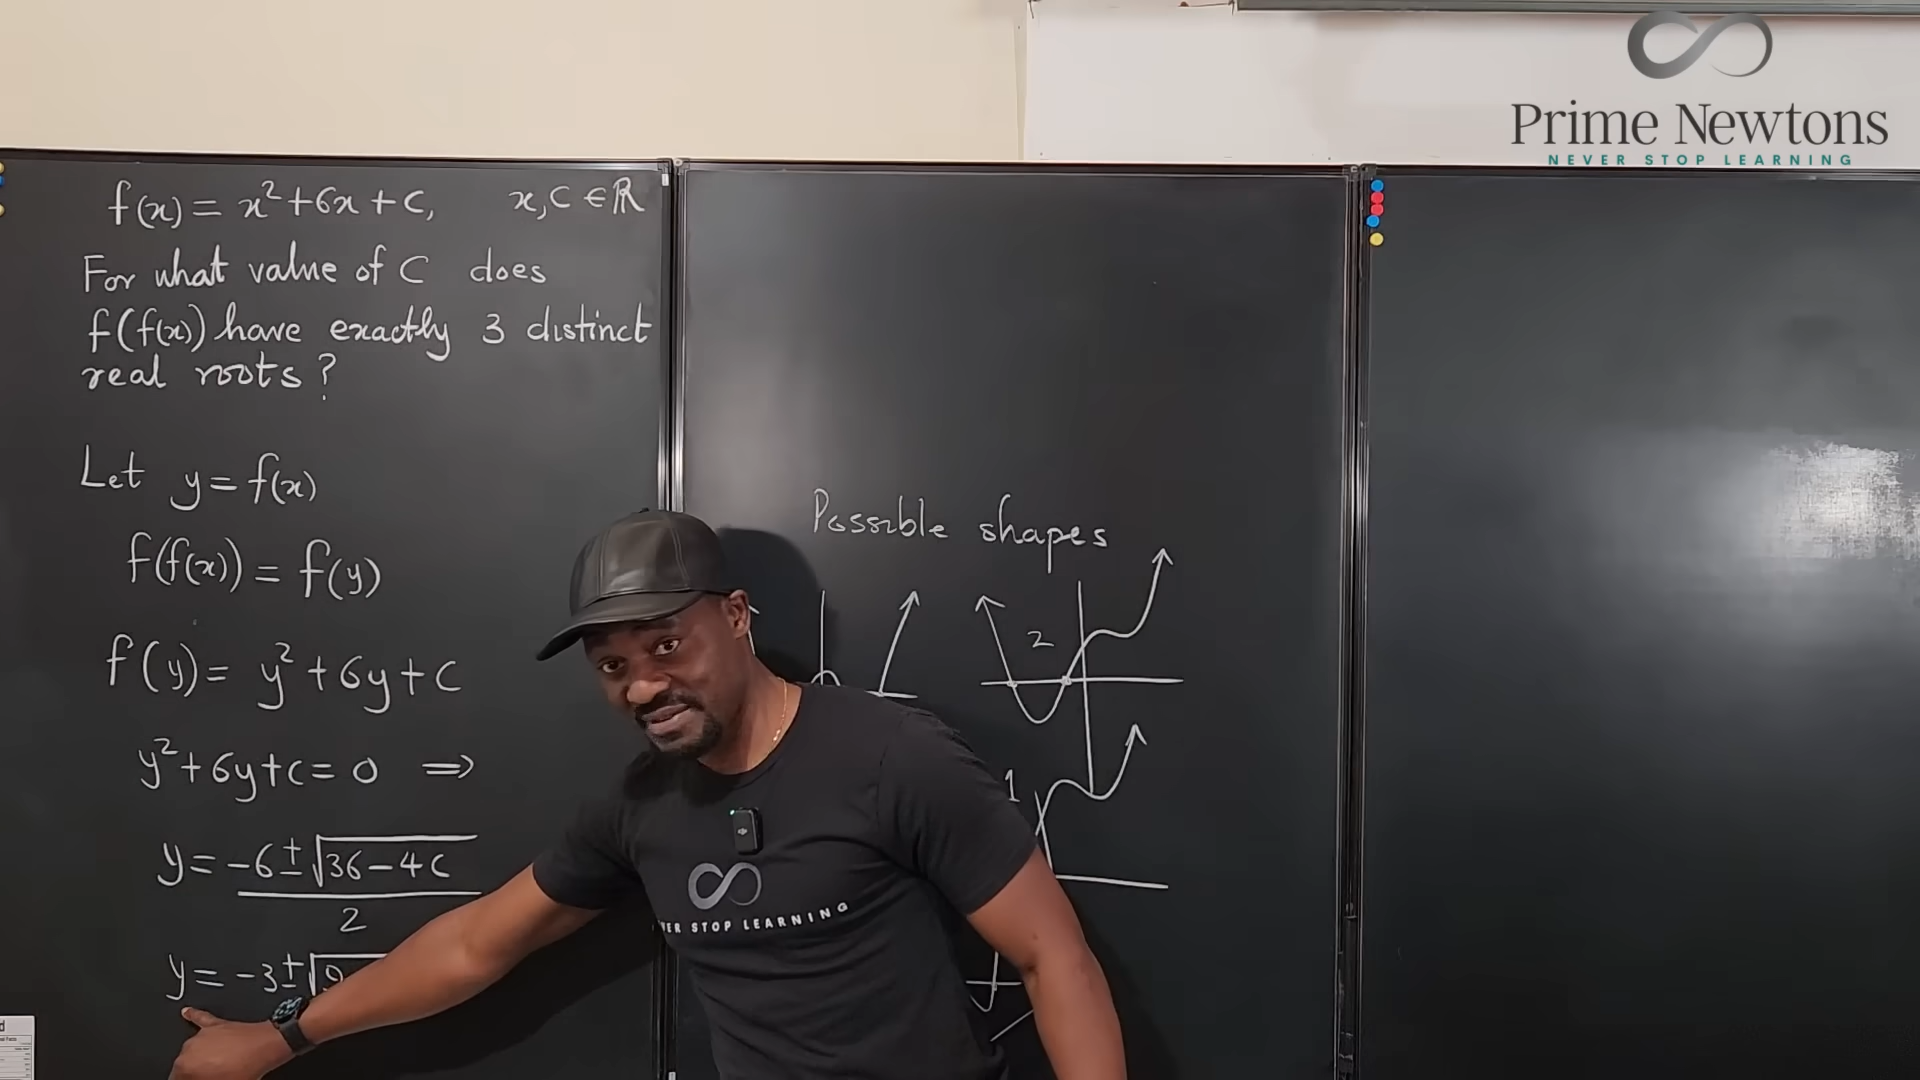 Prime Newtons
NEVER STOP LEARNING
f(x) = x²+6x+C, x,C ∈ ℝ
For what value of C does
f(f(x)) have exactly 3 distinct
real roots?
Let y = f(x)
f(f(x)) = f(y)
f(y) = y²+6y+C
y²+6y+C = 0 ⇒
y = -6±√36-4C
2
y = -3±√9
Possible shapes
2
1
STOP LEARNING